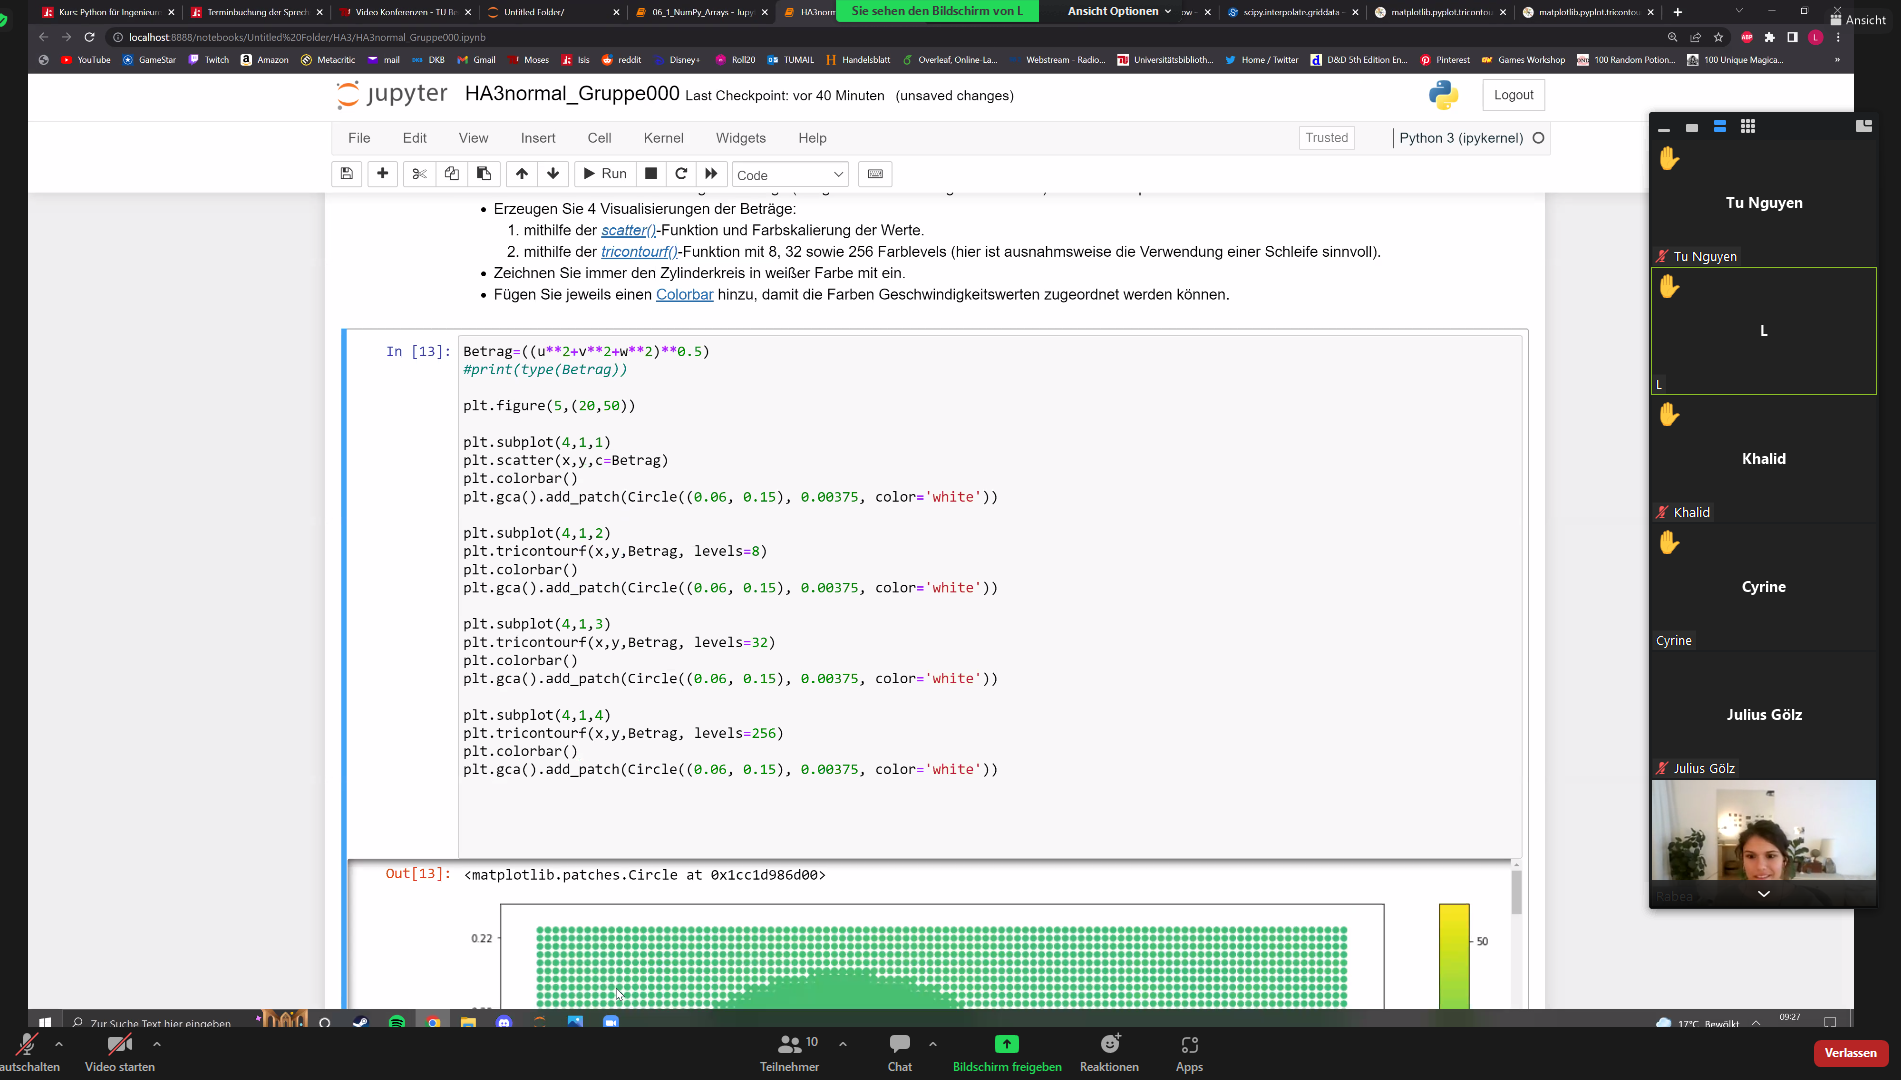 Kurs: Python für Ingenieure
Terminbuchung der Sprech
Video Konferenzen - TU Be
Untitled Folder/
06_1_NumPy_Arrays - Jupy
HA3norm
Sie sehen den Bildschirm von L
Ansicht Optionen
scipy.interpolate.griddata –
matplotlib.pyplot.tricontou
matplotlib.pyplot.tricontou
Ansicht
localhost:8888/notebooks/Untitled%20Folder/HA3/HA3normal_Gruppe000.ipynb
YouTube GameStar Twitch Amazon Metacritic mail DKB Gmail Moses Isis reddit Disney+ Roll20 TUMAIL Handelsblatt Overleaf, Online-La... Webstream - Radio... Universitätsbiblioth... Home / Twitter D&D 5th Edition En... Pinterest Games Workshop 100 Random Potion... 100 Unique Magica...
jupyter HA3normal_Gruppe000 Last Checkpoint: vor 40 Minuten (unsaved changes)
Logout
File Edit View Insert Cell Kernel Widgets Help
Trusted Python 3 (ipykernel)
Run Code
• Erzeugen Sie 4 Visualisierungen der Beträge:
1. mithilfe der scatter()-Funktion und Farbskalierung der Werte.
2. mithilfe der tricontourf()-Funktion mit 8, 32 sowie 256 Farblevels (hier ist ausnahmsweise die Verwendung einer Schleife sinnvoll).
• Zeichnen Sie immer den Zylinderkreis in weißer Farbe mit ein.
• Fügen Sie jeweils einen Colorbar hinzu, damit die Farben Geschwindigkeitswerten zugeordnet werden können.
In [13]:
Betrag=((u**2+v**2+w**2)**0.5)
#print(type(Betrag))
plt.figure(5,(20,50))
plt.subplot(4,1,1)
plt.scatter(x,y,c=Betrag)
plt.colorbar()
plt.gca().add_patch(Circle((0.06, 0.15), 0.00375, color='white'))
plt.subplot(4,1,2)
plt.tricontourf(x,y,Betrag, levels=8)
plt.colorbar()
plt.gca().add_patch(Circle((0.06, 0.15), 0.00375, color='white'))
plt.subplot(4,1,3)
plt.tricontourf(x,y,Betrag, levels=32)
plt.colorbar()
plt.gca().add_patch(Circle((0.06, 0.15), 0.00375, color='white'))
plt.subplot(4,1,4)
plt.tricontourf(x,y,Betrag, levels=256)
plt.colorbar()
plt.gca().add_patch(Circle((0.06, 0.15), 0.00375, color='white'))
Out[13]: <matplotlib.patches.Circle at 0x1cc1d986d00>
0.22
50
Tu Nguyen
Tu Nguyen
L
L
Khalid
Khalid
Cyrine
Cyrine
Julius Gölz
Julius Gölz
Rabea
Zur Suche Text hier eingeben
17°C Bewölkt
09:27
autschalten
Video starten
10
Teilnehmer
Chat
Bildschirm freigeben
Reaktionen
Apps
Verlassen